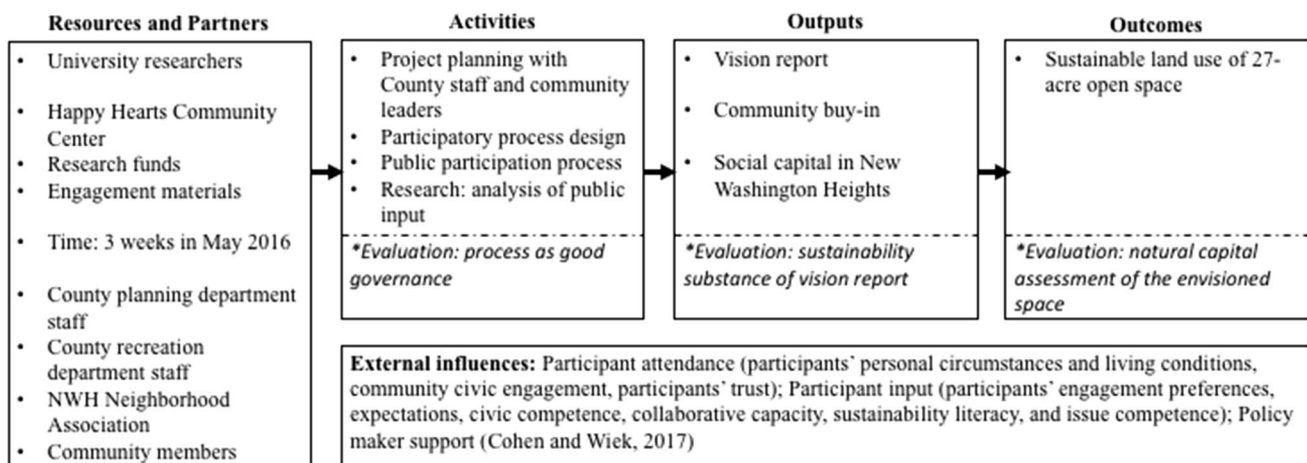 Resources and Partners
• University researchers
• Happy Hearts Community
Center
• Research funds
• Engagement materials
• Time: 3 weeks in May 2016
• County planning department
staff
• County recreation
department staff
• NWH Neighborhood
Association
• Community members
Activities
• Project planning with
County staff and community
leaders
• Participatory process design
• Public participation process
• Research: analysis of public
input
*Evaluation: process as good
governance
Outputs
• Vision report
• Community buy-in
• Social capital in New
Washington Heights
*Evaluation: sustainability
substance of vision report
Outcomes
• Sustainable land use of 27-
acre open space
*Evaluation: natural capital
assessment of the envisioned
space
External influences: Participant attendance (participants’ personal circumstances and living conditions,
community civic engagement, participants’ trust); Participant input (participants’ engagement preferences,
expectations, civic competence, collaborative capacity, sustainability literacy, and issue competence); Policy
maker support (Cohen and Wiek, 2017)